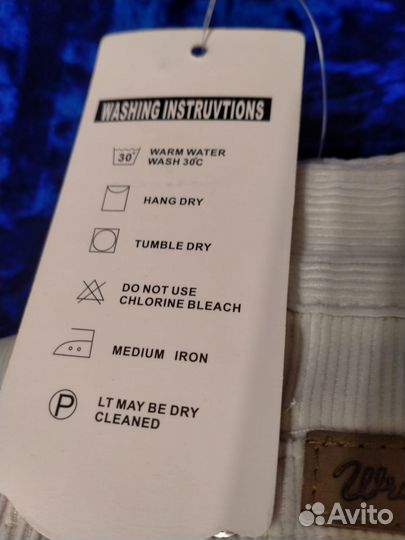 WASHING INSTRUVTIONS
30°
WARM WATER
WASH 30℃
HANG DRY
TUMBLE DRY
DO NOT USE
CHLORINE BLEACH
MEDIUM IRON
P
LT MAY BE DRY
CLEANED
Avito